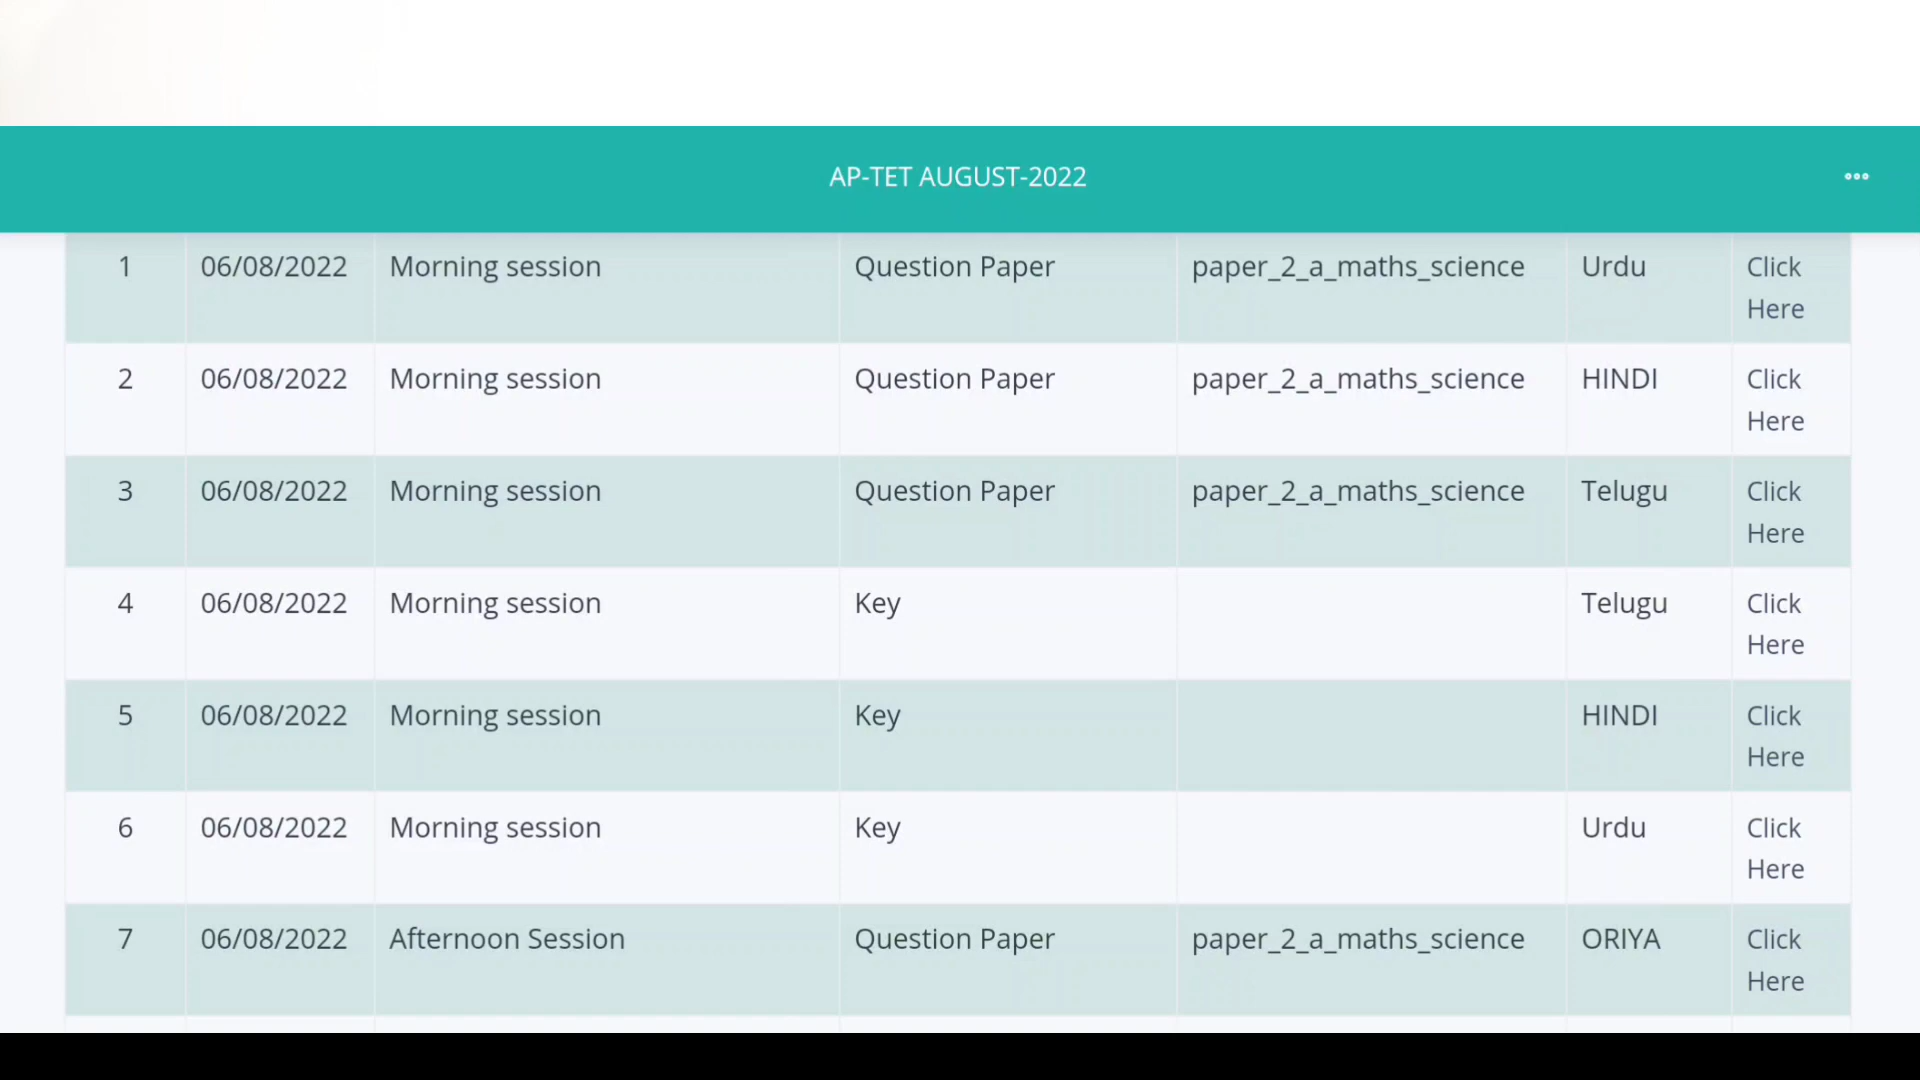 AP-TET AUGUST-2022
1 06/08/2022 Morning session Question Paper paper_2_a_maths_science Urdu Click
Here
2 06/08/2022 Morning session Question Paper paper_2_a_maths_science HINDI Click
Here
3 06/08/2022 Morning session Question Paper paper_2_a_maths_science Telugu Click
Here
4 06/08/2022 Morning session Key Telugu Click
Here
5 06/08/2022 Morning session Key HINDI Click
Here
6 06/08/2022 Morning session Key Urdu Click
Here
7 06/08/2022 Afternoon Session Question Paper paper_2_a_maths_science ORIYA Click
Here